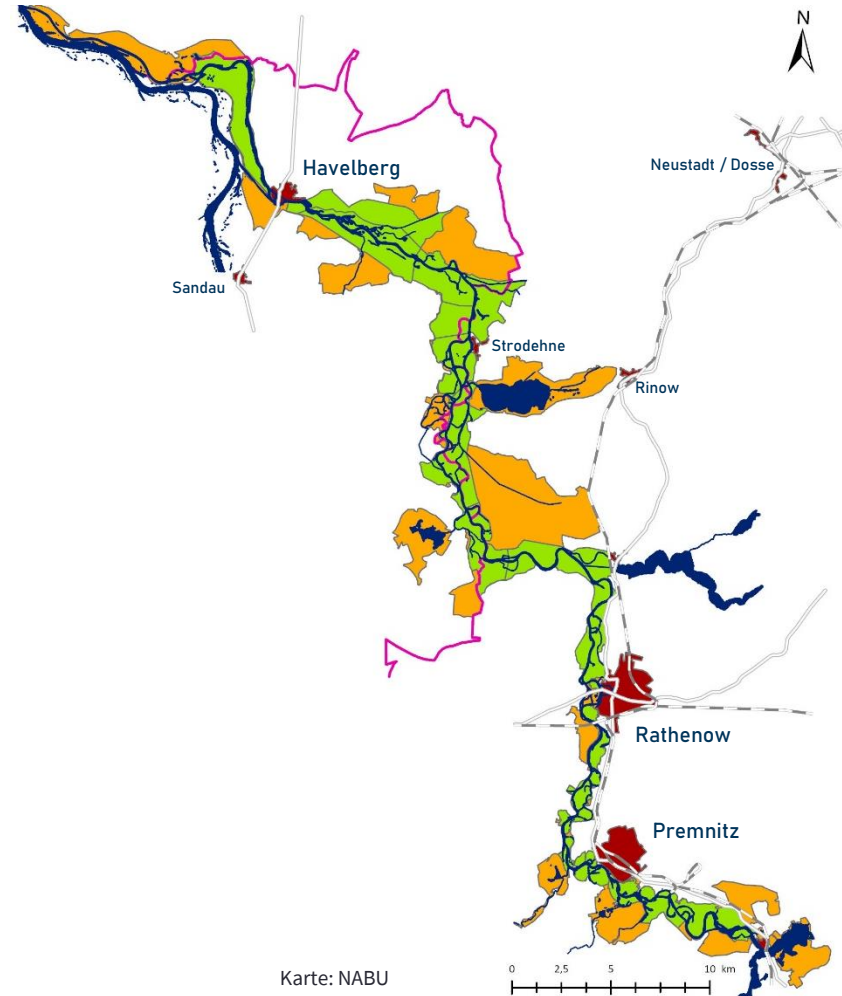 N
Neustadt / Dosse
Havelberg
Sandau
Strodehne
Rinow
Rathenow
Premnitz
Karte: NABU
0 2,5 5 10 km